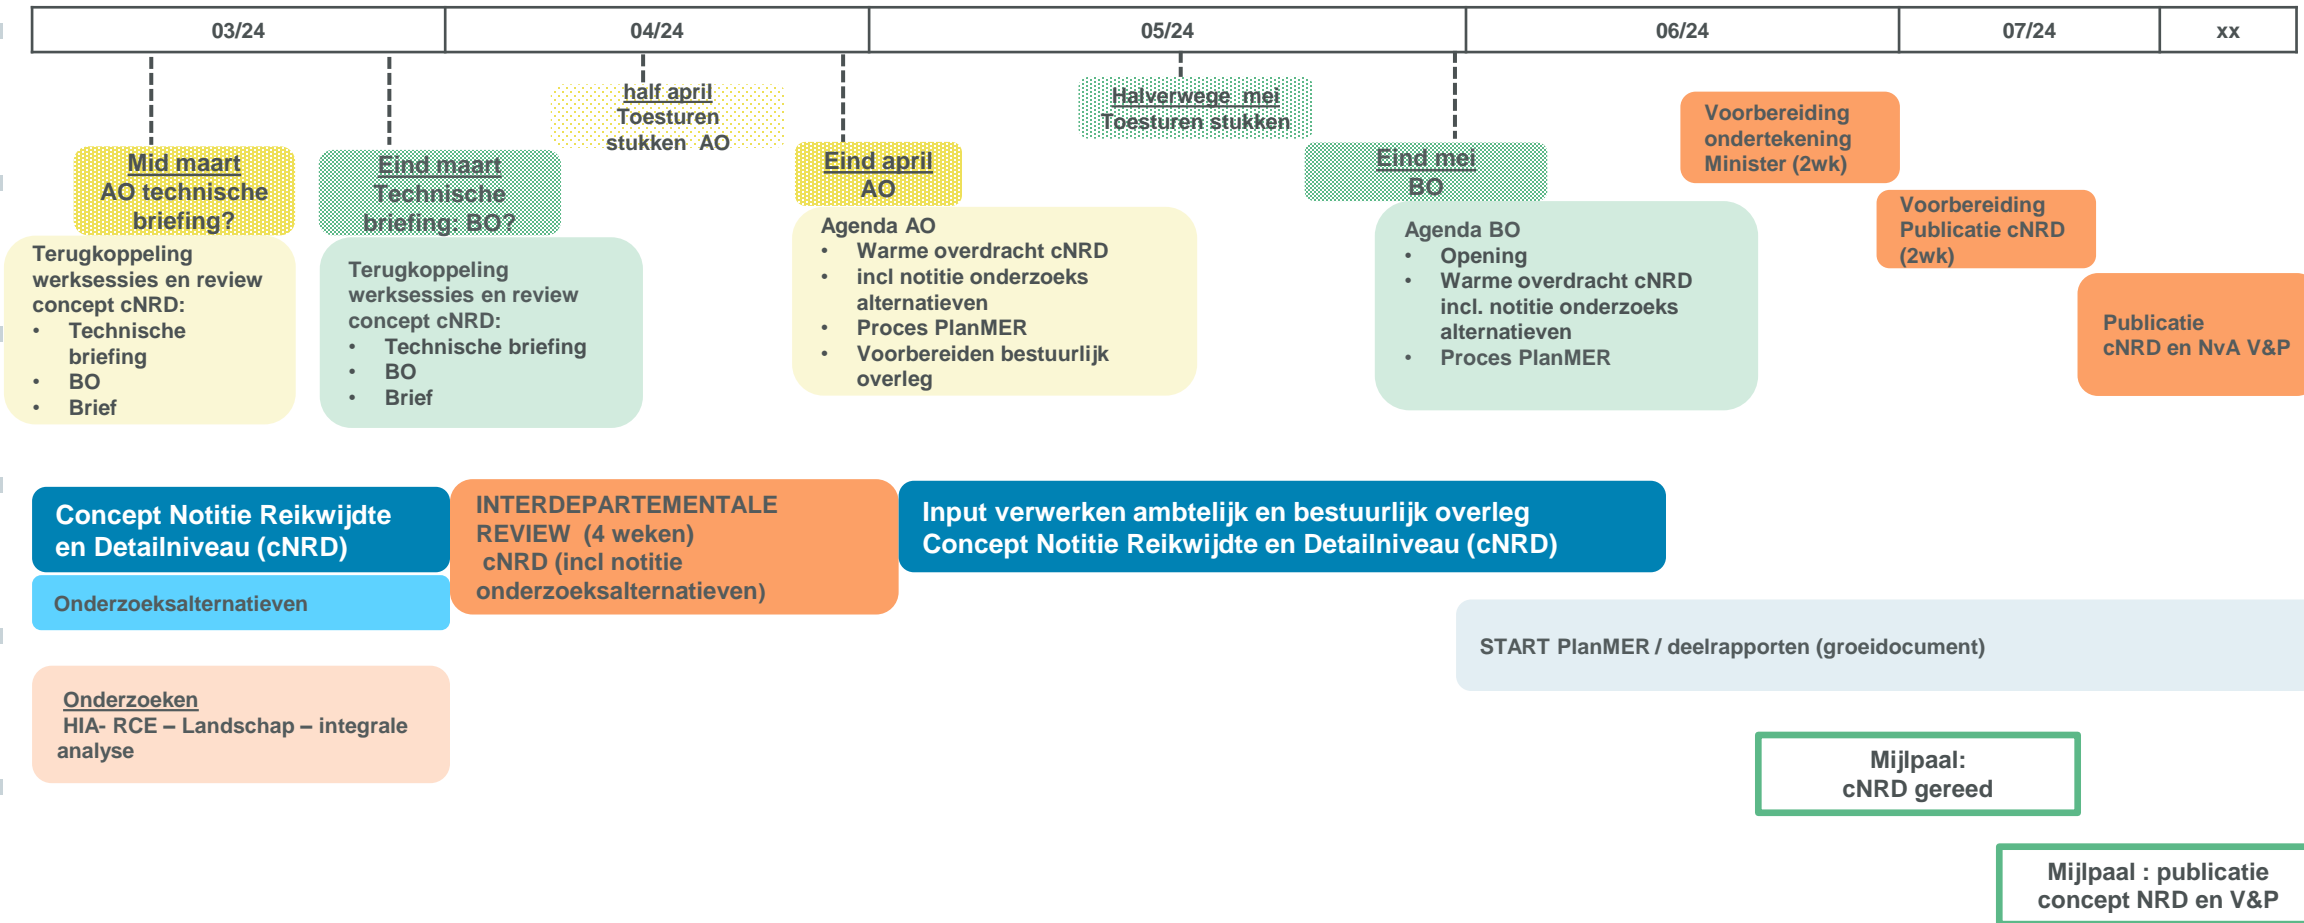 03/24
04/24
05/24
06/24
07/24
xx
Mid maart
AO technische
briefing?
Terugkoppeling
werksessies en review
concept cNRD:
• Technische
briefing
• BO
• Brief
Eind maart
Technische
briefing: BO?
Terugkoppeling
werksessies en review
concept cNRD:
• Technische briefing
• BO
• Brief
half april
Toesturen
stukken AO
Eind april
AO
Agenda AO
• Warme overdracht cNRD
• incl notitie onderzoeks
alternatieven
• Proces PlanMER
• Voorbereiden bestuurlijk
overleg
Halverwege mei
Toesturen stukken
Eind mei
BO
Agenda BO
• Opening
• Warme overdracht cNRD
incl. notitie onderzoeks
alternatieven
• Proces PlanMER
Voorbereiding
ondertekening
Minister (2wk)
Voorbereiding
Publicatie cNRD
(2wk)
Publicatie
cNRD en NvA V&P
Concept Notitie Reikwijdte
en Detailniveau (cNRD)
Onderzoeksalternatieven
INTERDEPARTEMENTALE
REVIEW (4 weken)
cNRD (incl notitie
onderzoeksalternatieven)
Input verwerken ambtelijk en bestuurlijk overleg
Concept Notitie Reikwijdte en Detailniveau (cNRD)
START PlanMER / deelrapporten (groeidocument)
Onderzoeken
HIA- RCE – Landschap – integrale
analyse
Mijlpaal:
cNRD gereed
Mijlpaal : publicatie
concept NRD en V&P